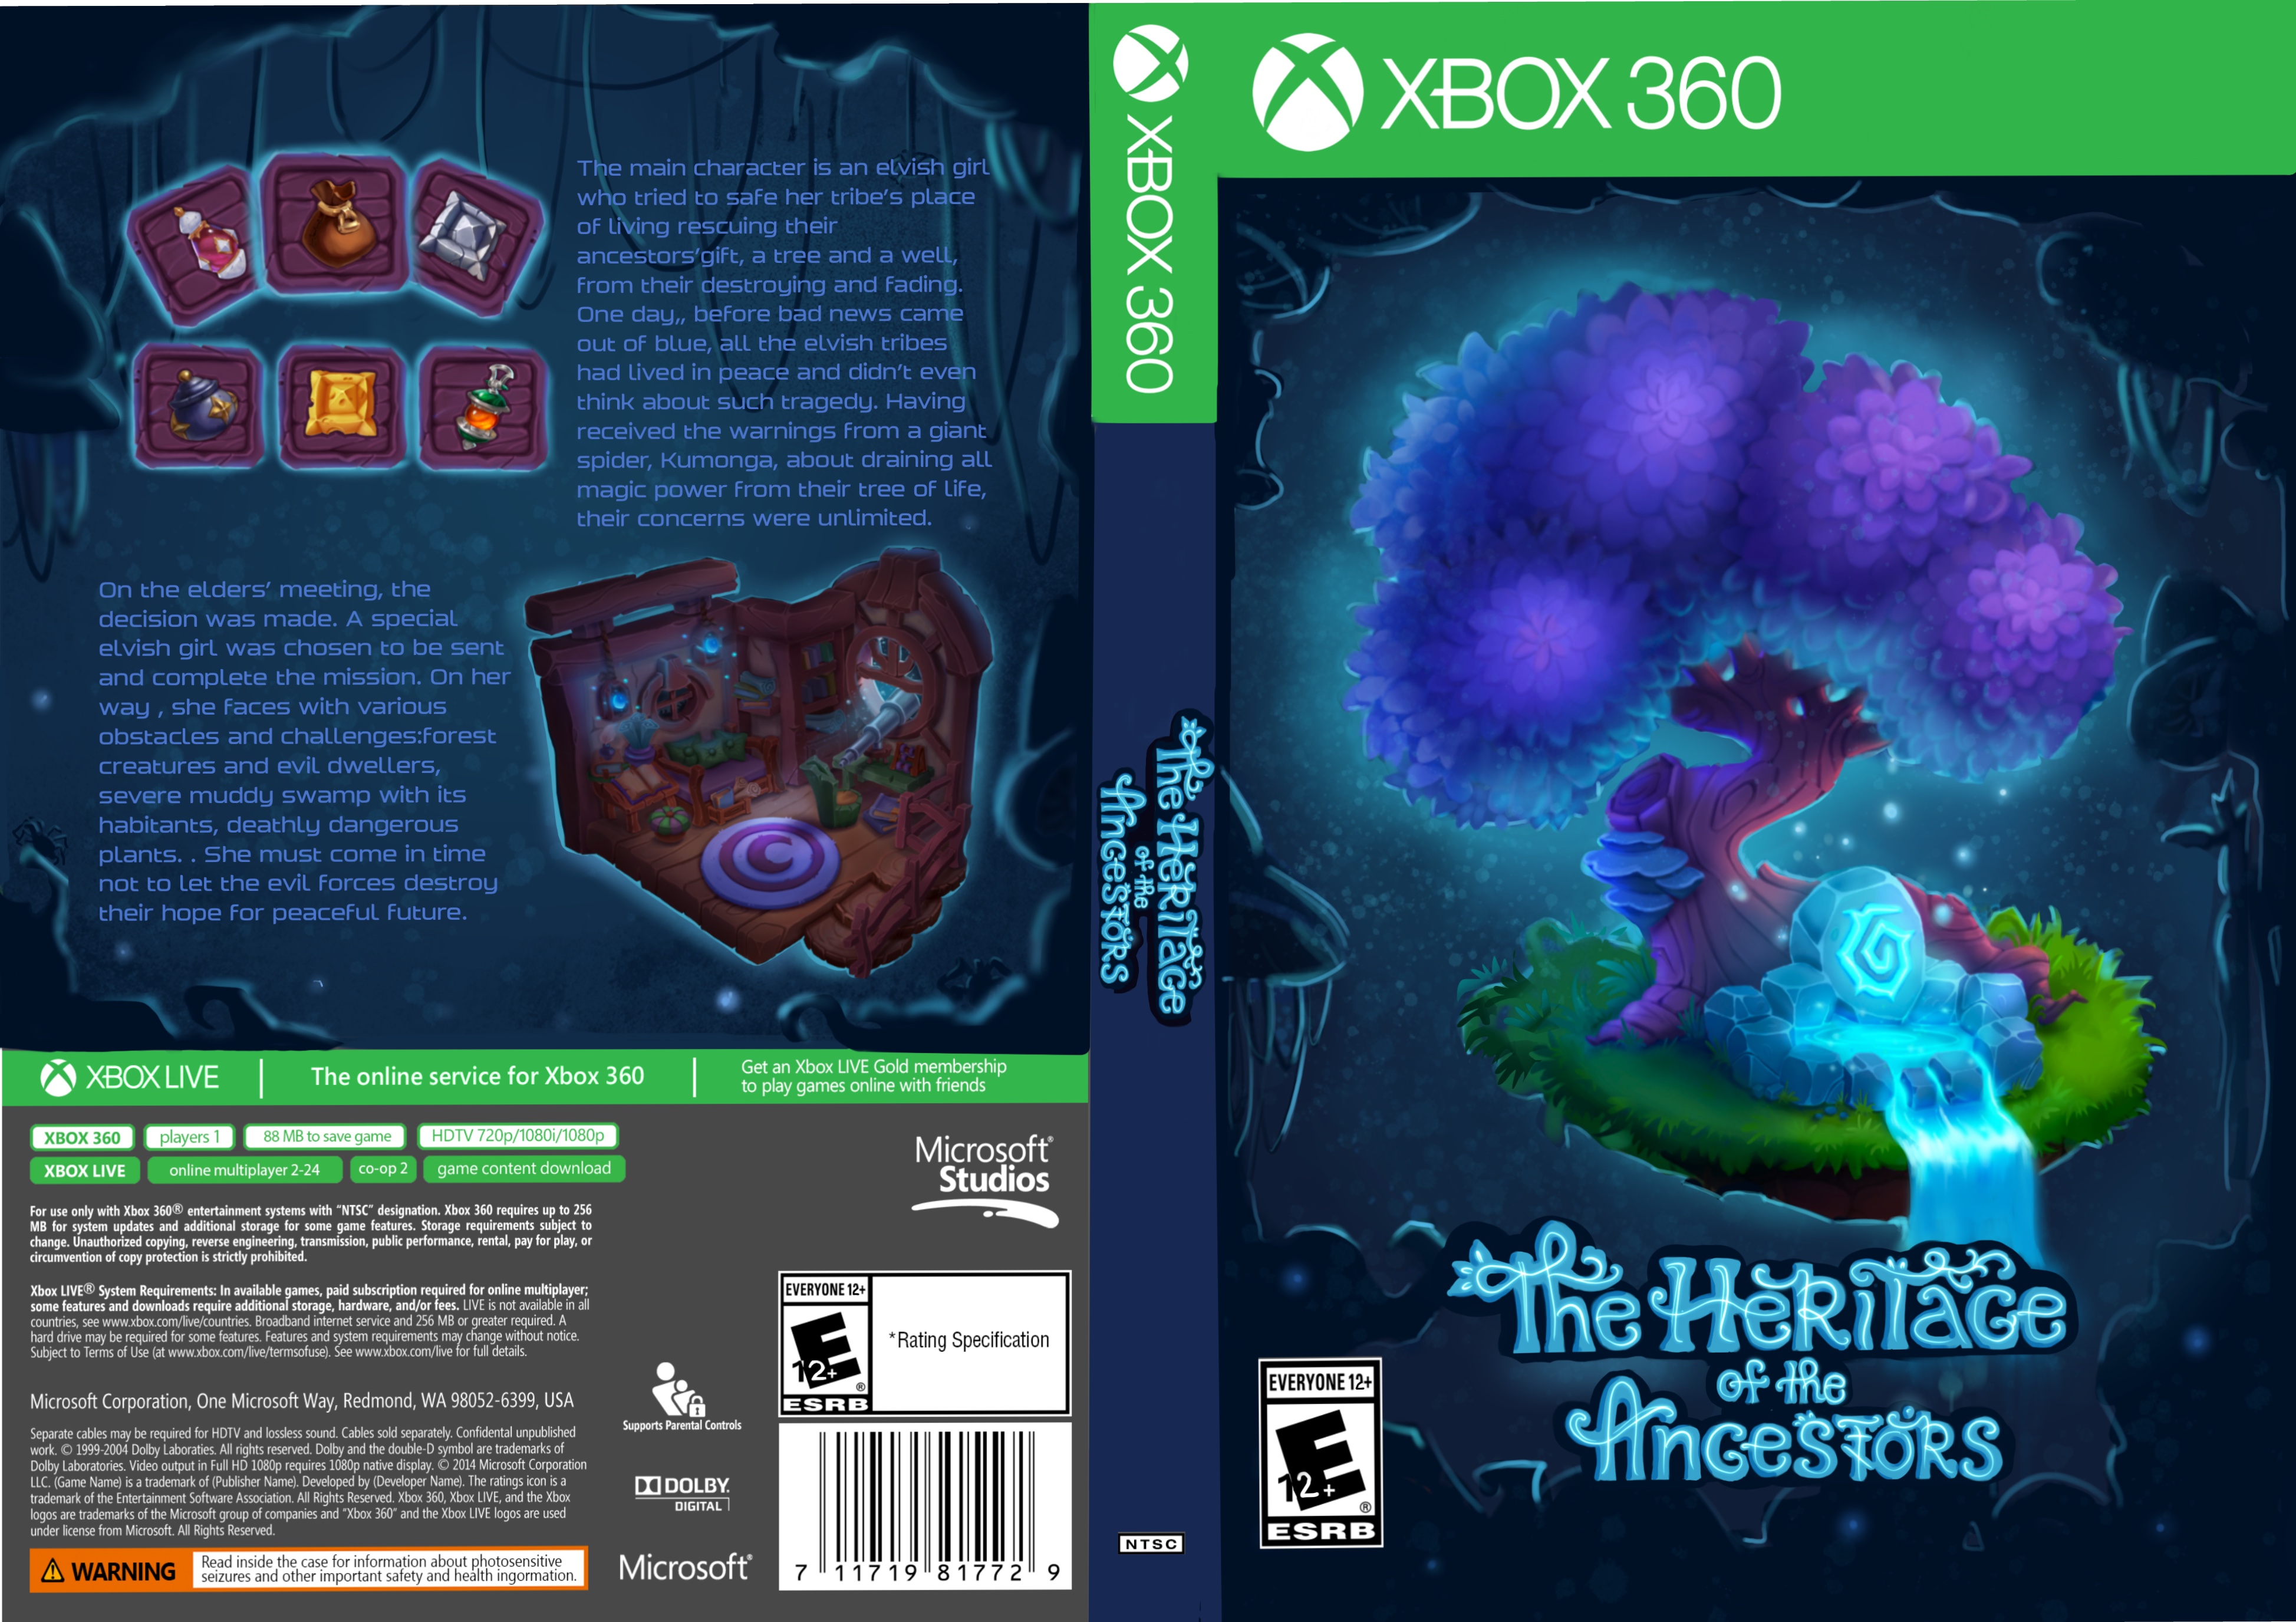 The main character is an elvish girl
who tried to safe her tribe's place
of living rescuing their
ancestors'gift, a tree and a well,
from their destroying and fading.
One day,, before bad news came
out of blue, all the elvish tribes
had lived in peace and didn't even
think about such tragedy. Having
received the warnings from a giant
spider, Kumonga, about draining all
magic power from their tree of life,
their concerns were unlimited.
On the elders' meeting, the
decision was made. A special
elvish girl was chosen to be sent
and complete the mission. On her
way , she faces with various
obstacles and challenges:forest
creatures and evil dwellers,
severe muddy swamp with its
habitants, deathly dangerous
plants. . She must come in time
not to let the evil forces destroy
their hope for peaceful future.
XBOX LIVE
The online service for Xbox 360
Get an Xbox LIVE Gold membership
to play games online with friends
XBOX 360 players 1 88 MB to save game HDTV 720p/1080i/1080p
XBOX LIVE online multiplayer 2-24 co-op 2 game content download
For use only with Xbox 360® entertainment systems with “NTSC” designation. Xbox 360 requires up to 256
MB for system updates and additional storage for some game features. Storage requirements subject to
change. Unauthorized copying, reverse engineering, transmission, public performance, rental, pay for play, or
circumvention of copy protection is strictly prohibited.
Xbox LIVE® System Requirements: In available games, paid subscription required for online multiplayer;
some features and downloads require additional storage, hardware, and/or fees. LIVE is not available in all
countries, see www.xbox.com/live/countries. Broadband internet service and 256 MB or greater required. A
hard drive may be required for some features. Features and system requirements may change without notice.
Subject to Terms of Use (at www.xbox.com/live/termsofuse). See www.xbox.com/live for full details.
Microsoft Corporation, One Microsoft Way, Redmond, WA 98052-6399, USA
Separate cables may be required for HDTV and lossless sound. Cables sold separately. Confidental unpublished
work. © 1999-2004 Dolby Laboraties. All rights reserved. Dolby and the double-D symbol are trademarks of
Dolby Laboratories. Video output in Full HD 1080p requires 1080p native display. © 2014 Microsoft Corporation
LLC. (Game Name) is a trademark of (Publisher Name). Developed by (Developer Name). The ratings icon is a
trademark of the Entertainment Software Association. All Rights Reserved. Xbox 360, Xbox LIVE, and the Xbox
logos are trademarks of the Microsoft group of companies and “Xbox 360” and the Xbox LIVE logos are used
under license from Microsoft. All Rights Reserved.
WARNING
Read inside the case for information about photosensitive
seizures and other important safety and health ingormation.
Supports Parental Controls
DOLBY.
DIGITAL
Microsoft®
Microsoft®
Studios
EVERYONE 12+
E
12+
®
ESRB
*Rating Specification
7 11719 81772 9
XBOX 360
The Heritage
of the
Ancestors
NTSC
XBOX 360
The Heritage
of the
Ancestors
EVERYONE 12+
E
12+
®
ESRB